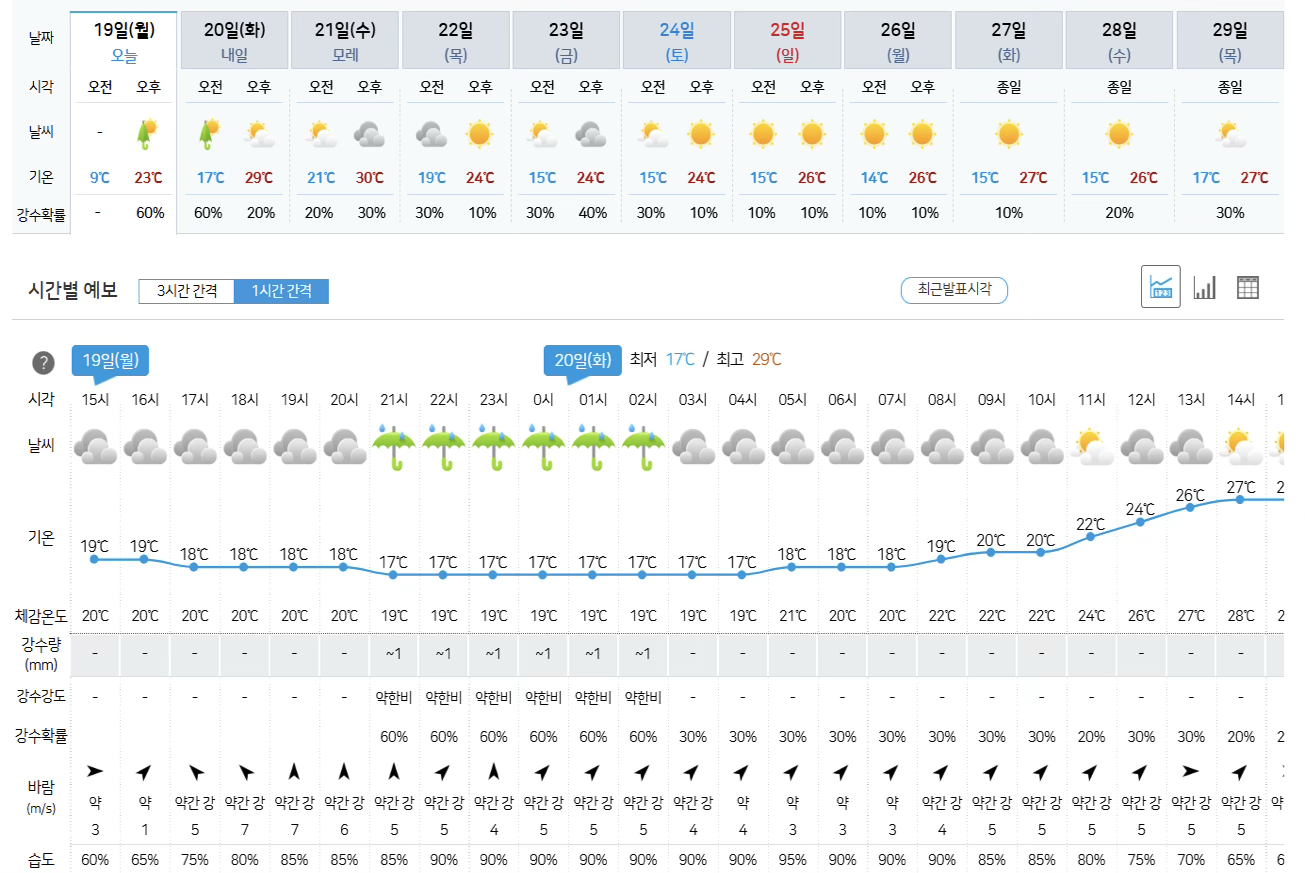 날짜 19일(월) 20일(화) 21일(수) 22일 23일 24일 25일 26일 27일 28일 29일
오늘 내일 모레 (목) (금) (토) (일) (월) (화) (수) (목)
시각 오전 오후 오전 오후 오전 오후 오전 오후 오전 오후 오전 오후 오전 오후 오전 오후 종일 종일 종일
날씨 -
기온 9℃ 23℃ 17℃ 29℃ 21℃ 30℃ 19℃ 24℃ 15℃ 24℃ 15℃ 24℃ 15℃ 26℃ 14℃ 26℃ 15℃ 27℃ 15℃ 26℃ 17℃ 27℃
강수확률 - 60% 60% 20% 20% 30% 30% 10% 30% 40% 30% 10% 10% 10% 10% 10% 10% 20% 30%
시간별 예보 3시간 간격 1시간 간격 최근발표시각
123
? 19일(월) 20일(화) 최저 17℃ / 최고 29℃
시각 15시 16시 17시 18시 19시 20시 21시 22시 23시 0시 01시 02시 03시 04시 05시 06시 07시 08시 09시 10시 11시 12시 13시 14시 1
날씨
기온 19℃ 19℃ 18℃ 18℃ 18℃ 18℃ 17℃ 17℃ 17℃ 17℃ 17℃ 17℃ 17℃ 17℃ 18℃ 18℃ 18℃ 19℃ 20℃ 20℃ 22℃ 24℃ 26℃ 27℃ 2
체감온도 20℃ 20℃ 20℃ 20℃ 20℃ 20℃ 19℃ 19℃ 19℃ 19℃ 19℃ 19℃ 19℃ 19℃ 21℃ 20℃ 20℃ 22℃ 22℃ 22℃ 24℃ 26℃ 27℃ 28℃ 2
강수량
(mm) - - - - - - ~1 ~1 ~1 ~1 ~1 ~1 - - - - - - - - - - - -
강수강도 - - - - - - 약한비 약한비 약한비 약한비 약한비 약한비 - - - - - - - - - - - -
강수확률 60% 60% 60% 60% 60% 60% 30% 30% 30% 30% 30% 30% 30% 30% 20% 30% 30% 20% 2
바람
(m/s)
약 약 약간 강 약간 강 약간 강 약간 강 약간 강 약간 강 약간 강 약간 강 약간 강 약간 강 약간 강 약 약 약 약 약간 강 약간 강 약간 강 약간 강 약간 강 약간 강 약간 강 약
3 1 5 7 7 6 5 5 4 5 5 5 4 4 3 3 3 4 5 5 5 5 5 5
습도 60% 65% 75% 80% 85% 85% 85% 90% 90% 90% 90% 90% 90% 90% 95% 90% 90% 90% 85% 85% 80% 75% 70% 65% 6